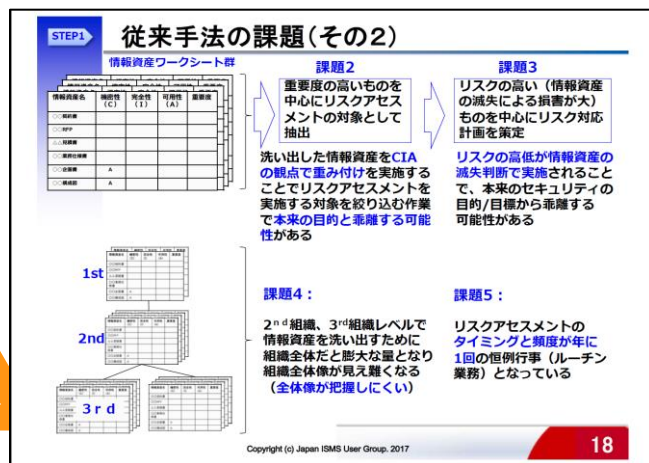 STEP1
従来手法の課題(その2)
情報資産ワークシート群
情報資産名 機密性(C) 完全性(I) 可用性(A) 重要度
○○契約書
○○RFP
△△見積書
○○業務仕様書
○○企画書 A
○○構成図 A
課題2
重要度の高いものを
中心にリスクアセス
メントの対象として
抽出
洗い出した情報資産をCIA
の観点で重み付けを実施する
ことでリスクアセスメントを
実施する対象を絞り込む作業
で本来の目的と乖離する可能
性がある
課題3
リスクの高い(情報資産
の滅失による損害が大)
ものを中心にリスク対応
計画を策定
リスクの高低が情報資産の
滅失判断で実施されることで
、本来のセキュリティの
目的/目標から乖離する
可能性がある
1st
2nd
3rd
課題4:
2nd組織、3rd組織レベルで
情報資産を洗い出すために
組織全体だと膨大な量となり
組織全体像が見え難くなる
(全体像が把握しにくい)
課題5:
リスクアセスメントの
タイミングと頻度が年に
1回の恒例行事(ルーチン
業務)となっている
Copyright (c) Japan ISMS User Group. 2017
18